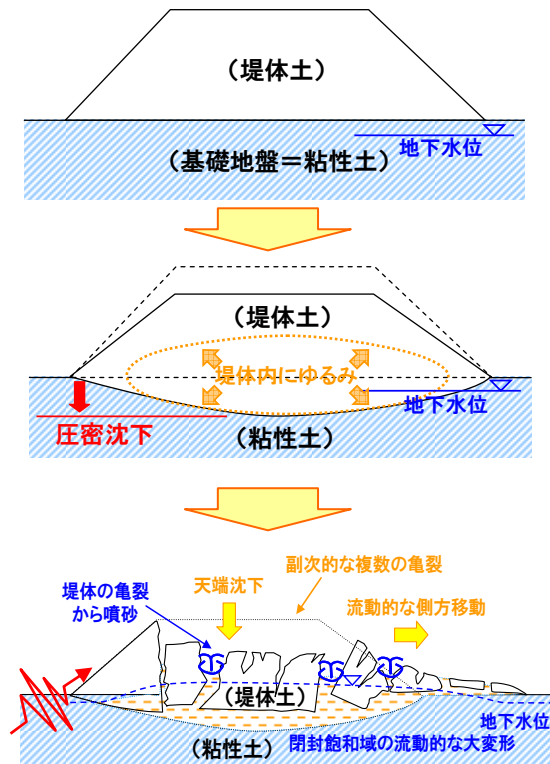 (堤体土)
地下水位
(基礎地盤=粘性土)
(堤体土)
堤体内にゆるみ
地下水位
圧密沈下
(粘性土)
副次的な複数の亀裂
天端沈下
堤体の亀裂
から噴砂
流動的な側方移動
(堤体土)
地下水位
(粘性土)
閉封飽和域の流動的な大変形